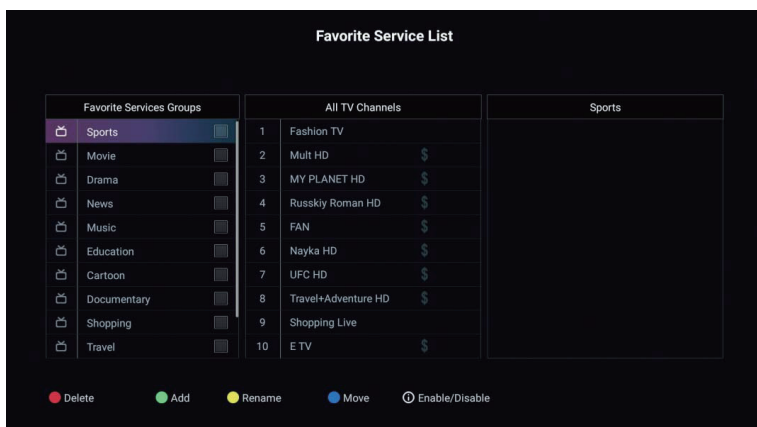 Favorite Service List
Favorite Services Groups
Sports
Movie
Drama
News
Music
Education
Cartoon
Documentary
Shopping
Travel
All TV Channels
1 Fashion TV
2 Mult HD $
3 MY PLANET HD $
4 Russkiy Roman HD $
5 FAN $
6 Nayka HD $
7 UFC HD $
8 Travel+Adventure HD $
9 Shopping Live
10 E TV $
Sports
Delete Add Rename Move Enable/Disable